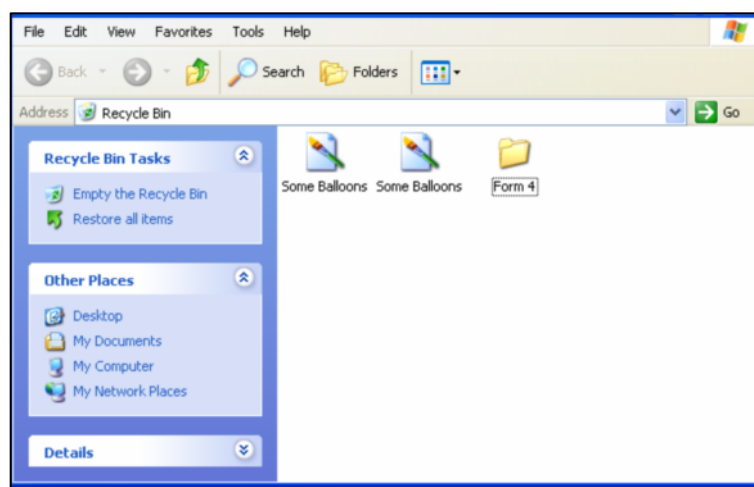 File Edit View Favorites Tools Help
Back Search Folders
Address Recycle Bin Go
Recycle Bin Tasks
Empty the Recycle Bin
Restore all items
Other Places
Desktop
My Documents
My Computer
My Network Places
Details
Some Balloons Some Balloons Form 4